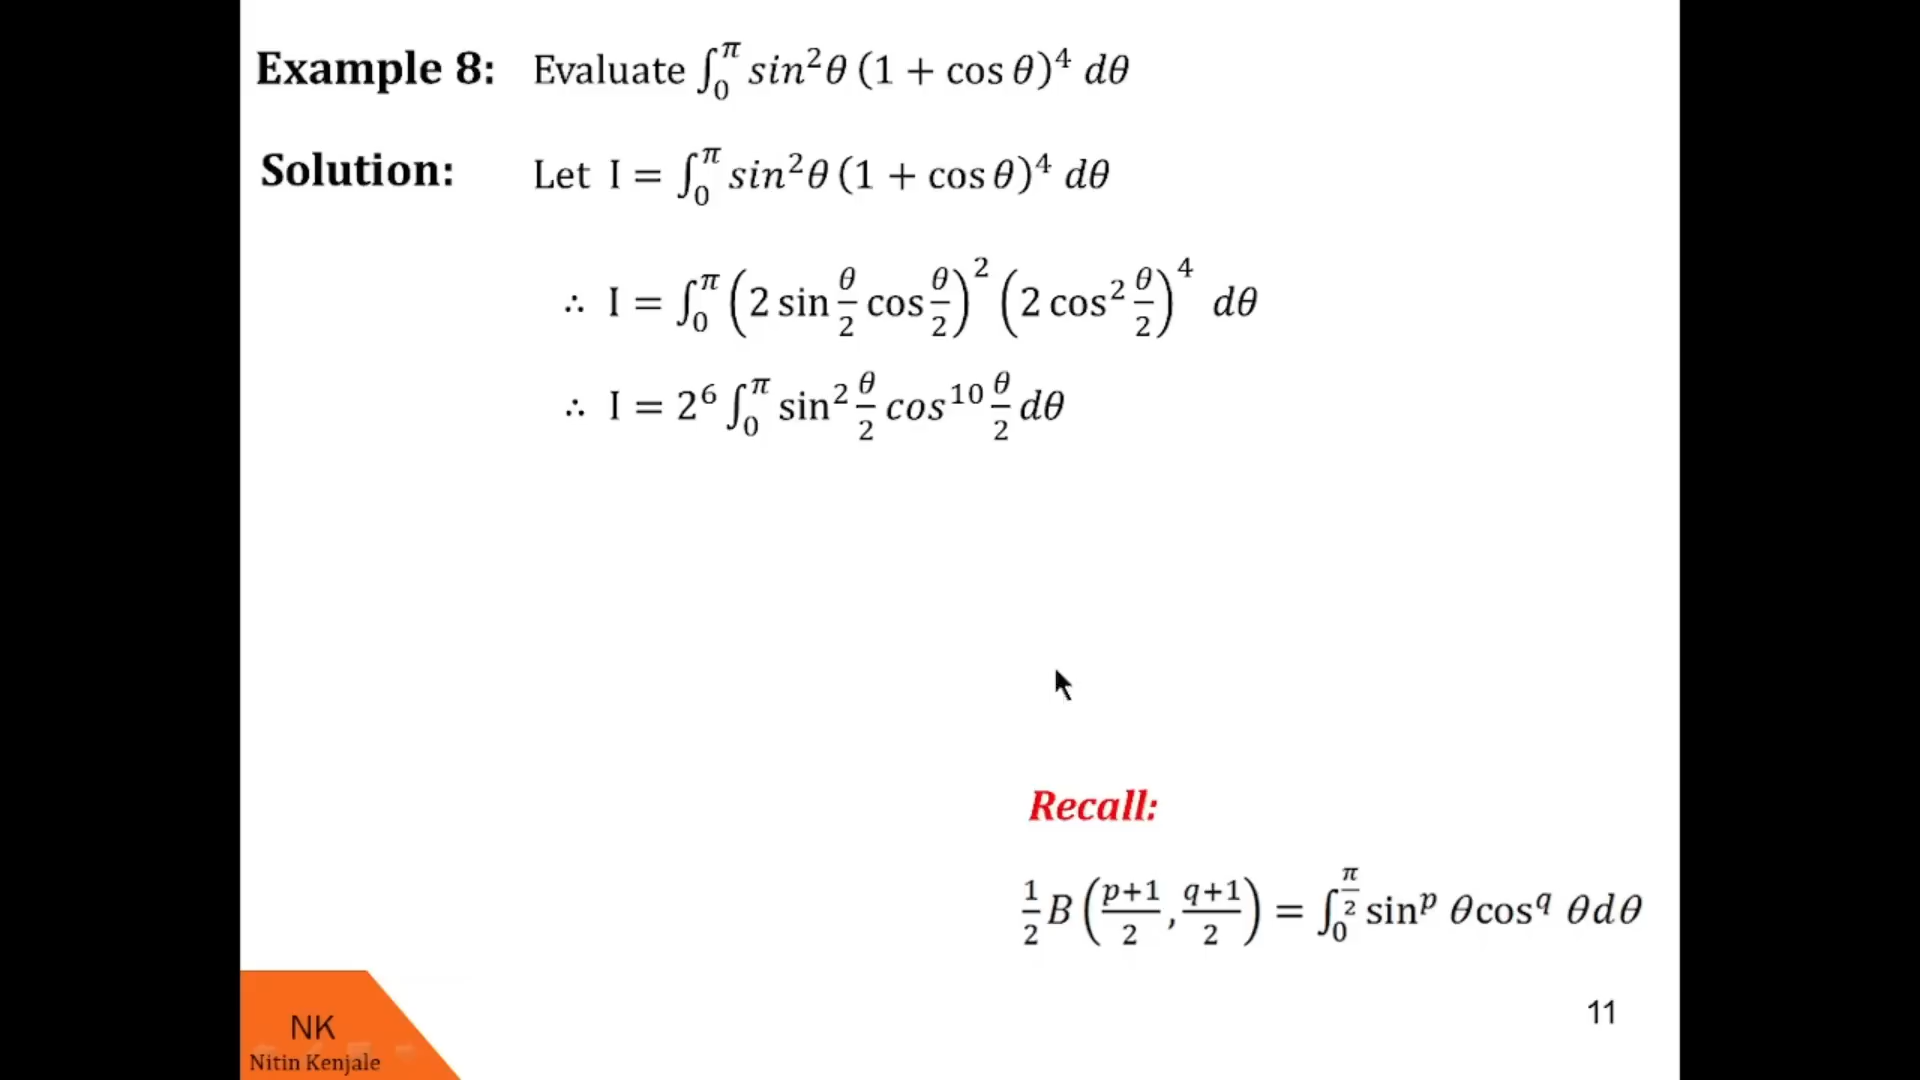 Example 8: Evaluate ∫₀^π sin²θ (1 + cos θ)⁴ dθ
Solution: Let I = ∫₀^π sin²θ (1 + cos θ)⁴ dθ
∴ I = ∫₀^π (2 sin θ/2 cos θ/2)² (2 cos² θ/2)⁴ dθ
∴ I = 2⁶ ∫₀^π sin² θ/2 cos¹⁰ θ/2 dθ
Recall:
1/2 B((p+1)/2, (q+1)/2) = ∫₀^(π/2) sinᵖ θcos^q θdθ
11
NK
Nitin Kenjale